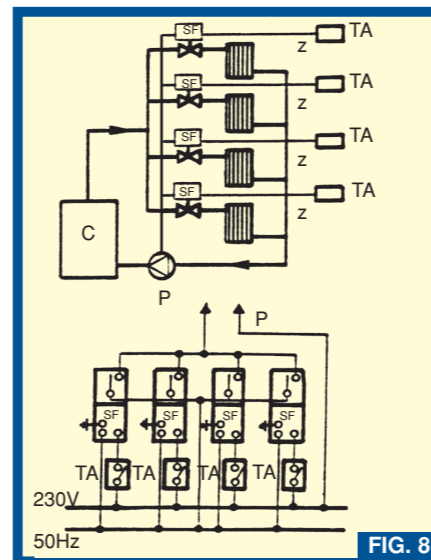 SF TA
z
SF TA
z
SF TA
z
SF TA
z
C
P
P
SF SF SF SF
TA TA TA TA
230V
50Hz
FIG. 8